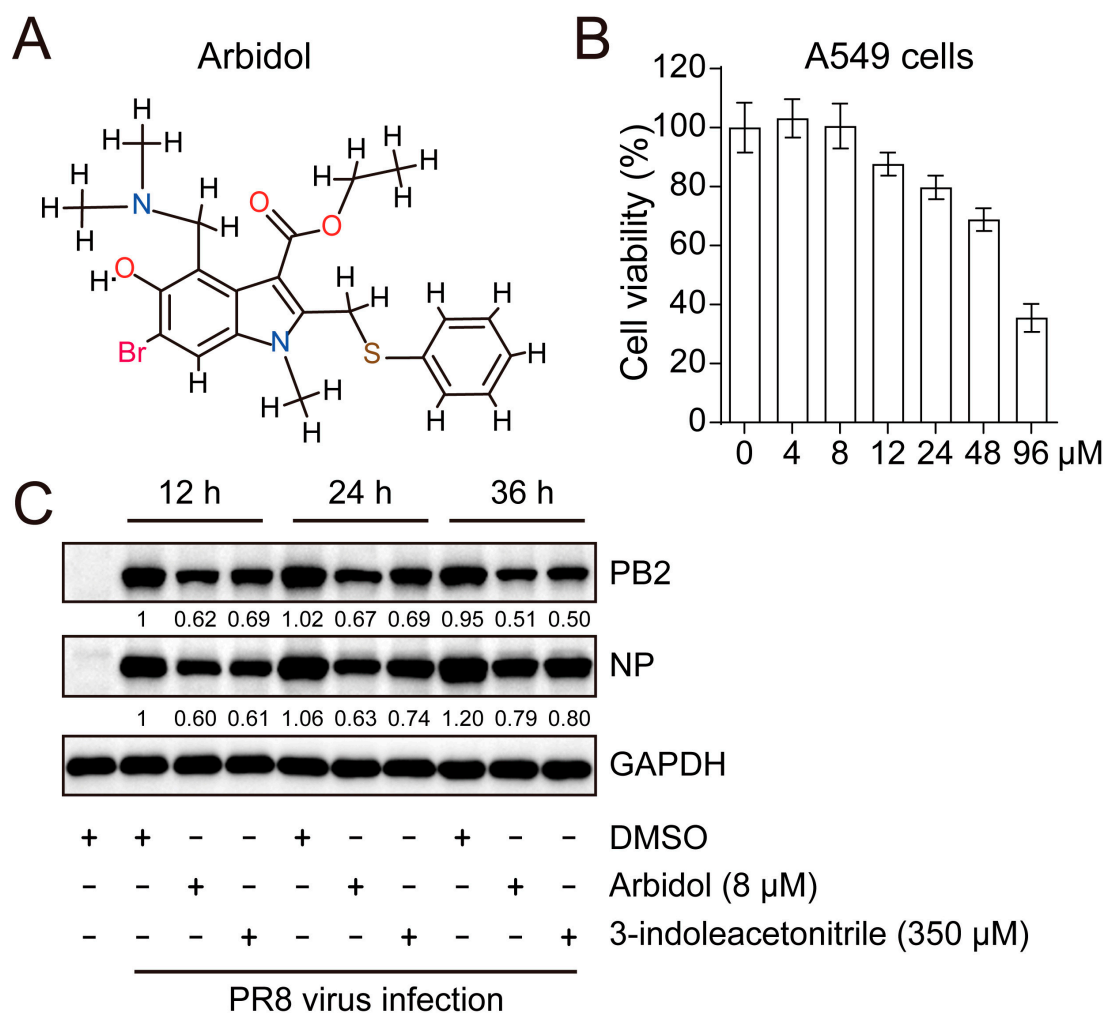 A
Arbidol
H
H H
H
H N
H
H
H
H
H
H
H
O
O
H
H·O
Br
H
N
H
H
S
H
H
H
H
H
H
H
H
B
A549 cells
Cell viability (%)
120
100
80
60
40
20
0
0 4 8 12 24 48 96 µM
C
12 h 24 h 36 h
PB2
1 0.62 0.69 1.02 0.67 0.69 0.95 0.51 0.50
NP
1 0.60 0.61 1.06 0.63 0.74 1.20 0.79 0.80
GAPDH
+ + − − + − − + − − DMSO
− − + − − + − − + − Arbidol (8 µM)
− − − + − − + − − + 3-indoleacetonitrile (350 µM)
PR8 virus infection